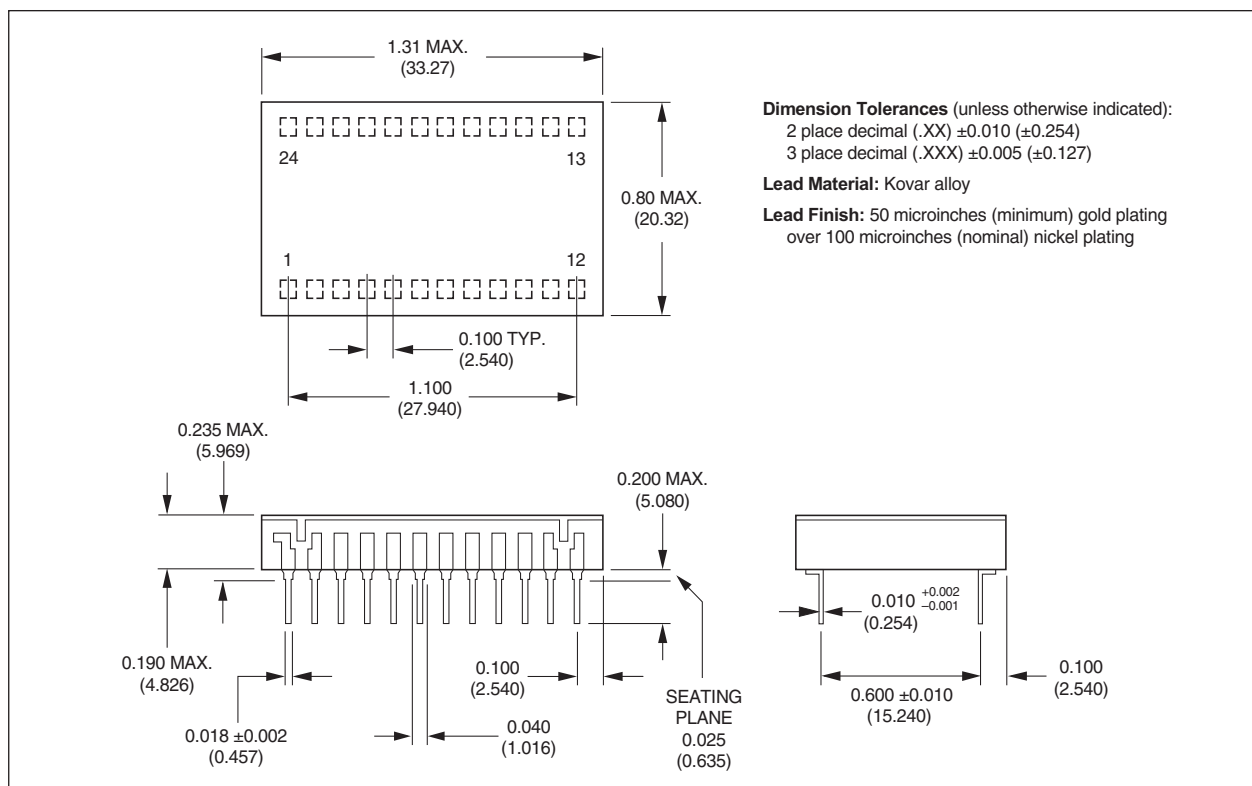 1.31 MAX.
(33.27)
24
13
1
12
0.80 MAX.
(20.32)
0.100 TYP.
(2.540)
1.100
(27.940)
Dimension Tolerances (unless otherwise indicated):
2 place decimal (.XX) ±0.010 (±0.254)
3 place decimal (.XXX) ±0.005 (±0.127)
Lead Material: Kovar alloy
Lead Finish: 50 microinches (minimum) gold plating
over 100 microinches (nominal) nickel plating
0.235 MAX.
(5.969)
0.200 MAX.
(5.080)
0.190 MAX.
(4.826)
0.018 ±0.002
(0.457)
0.100
(2.540)
0.040
(1.016)
SEATING
PLANE
0.025
(0.635)
0.010 +0.002
–0.001
(0.254)
0.600 ±0.010
(15.240)
0.100
(2.540)